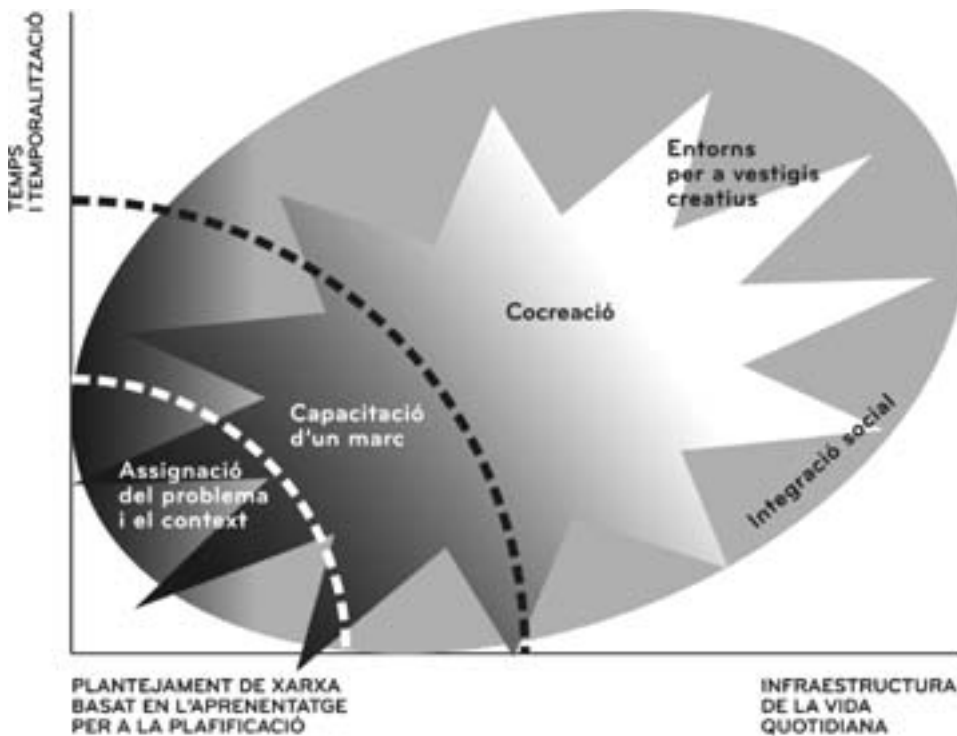 TEMPS
I TEMPORALITZACIÓ
Entorns
per a vestigis
creatius
Cocreació
Capacitació
d'un marc
Assignació
del problema
i el context
Integració social
PLANTEJAMENT DE XARXA
BASAT EN L'APRENENTATGE
PER A LA PLAFIFICACIÓ
INFRAESTRUCTURA
DE LA VIDA
QUOTIDIANA